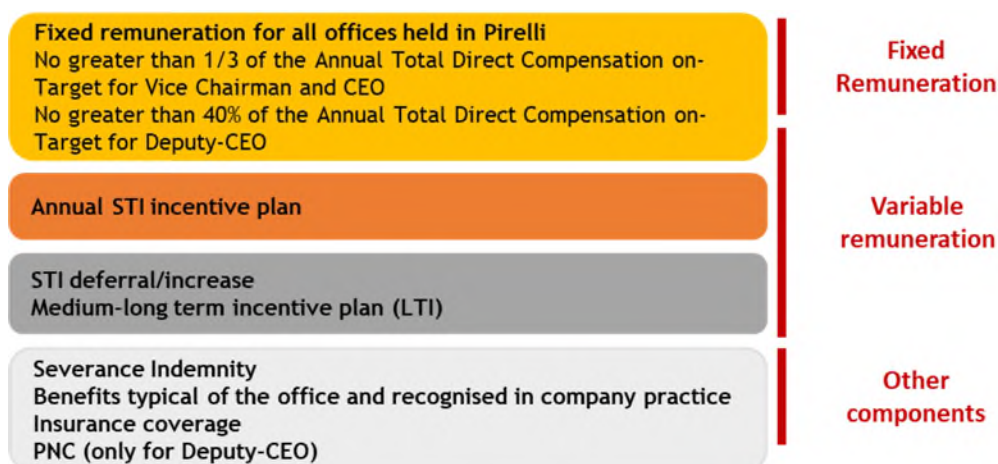 Fixed remuneration for all offices held in Pirelli
No greater than 1/3 of the Annual Total Direct Compensation on-
Target for Vice Chairman and CEO
No greater than 40% of the Annual Total Direct Compensation on-
Target for Deputy-CEO
Fixed
Remuneration
Annual STI incentive plan
STI deferral/increase
Medium-long term incentive plan (LTI)
Variable
remuneration
Severance Indemnity
Benefits typical of the office and recognised in company practice
Insurance coverage
PNC (only for Deputy-CEO)
Other
components